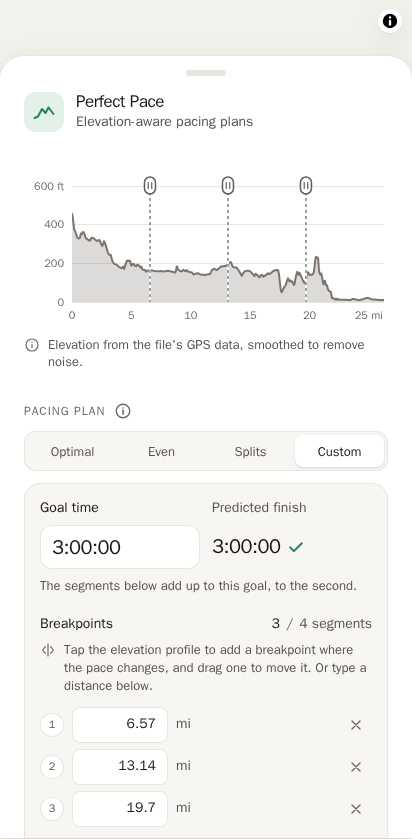 Perfect Pace
Elevation-aware pacing plans
600 ft
400
200
0
0 5 10 15 20 25 mi
Elevation from the file's GPS data, smoothed to remove
noise.
PACING PLAN
Optimal Even Splits Custom
Goal time Predicted finish
3:00:00 3:00:00
The segments below add up to this goal, to the second.
Breakpoints 3 / 4 segments
Tap the elevation profile to add a breakpoint where
the pace changes, and drag one to move it. Or type a
distance below.
1 6.57 mi
2 13.14 mi
3 19.7 mi